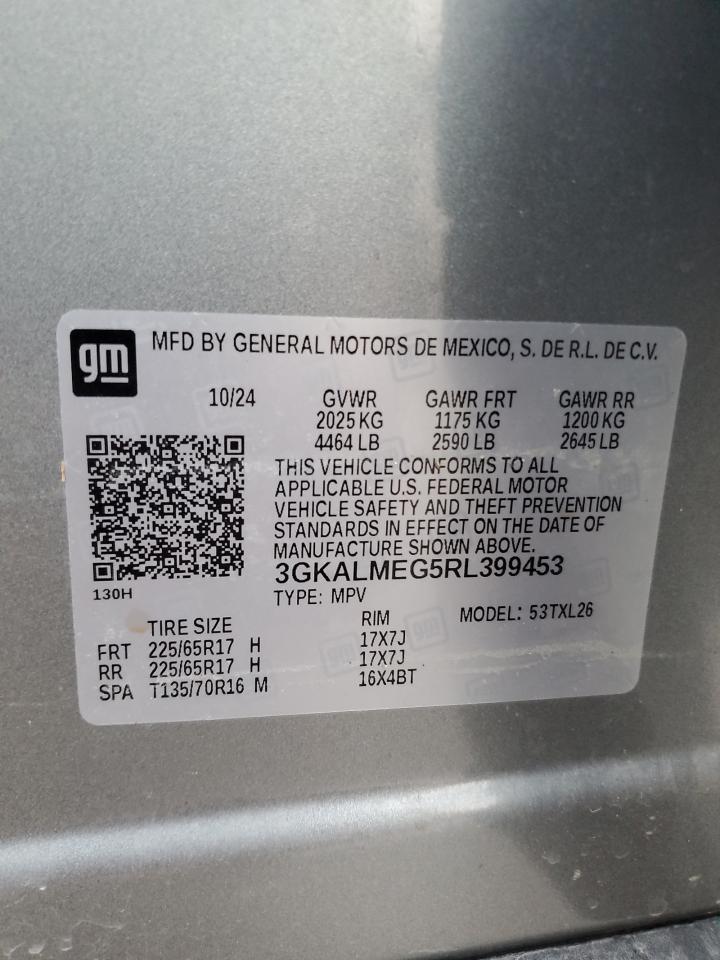 gm
MFD BY GENERAL MOTORS DE MEXICO, S. DE R.L. DE C.V.
10/24 GVWR GAWR FRT GAWR RR
2025 KG 1175 KG 1200 KG
4464 LB 2590 LB 2645 LB
THIS VEHICLE CONFORMS TO ALL
APPLICABLE U.S. FEDERAL MOTOR
VEHICLE SAFETY AND THEFT PREVENTION
STANDARDS IN EFFECT ON THE DATE OF
MANUFACTURE SHOWN ABOVE.
3GKALMEG5RL399453
130H
TYPE: MPV MODEL: 53TXL26
TIRE SIZE RIM
FRT 225/65R17 H 17X7J
RR 225/65R17 H 17X7J
SPA T135/70R16 M 16X4BT